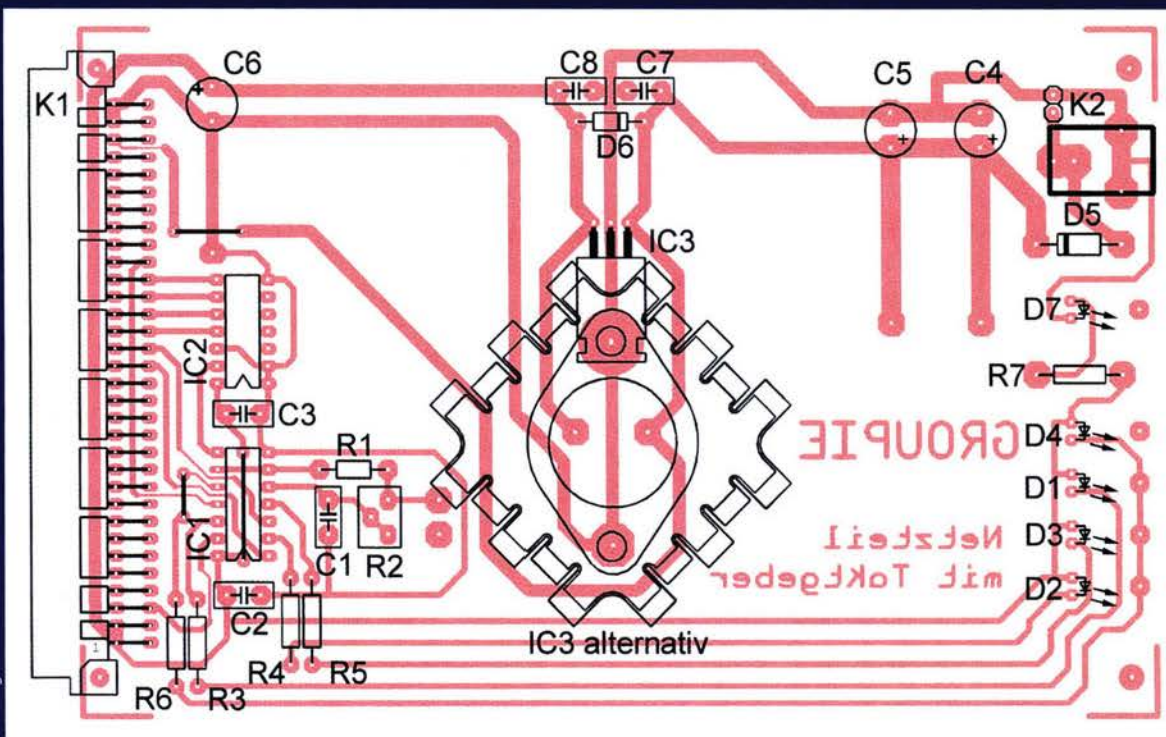 C6
C8
C7
C5
C4
K1
K2
D6
D5
IC3
D7
IC2
R7
C3
GROUPIE
D4
R1
D1
IC1
C1
R2
Netzteil
mit Taktgeber
D3
D2
C2
IC3 alternativ
R4
R5
R6
R3
1